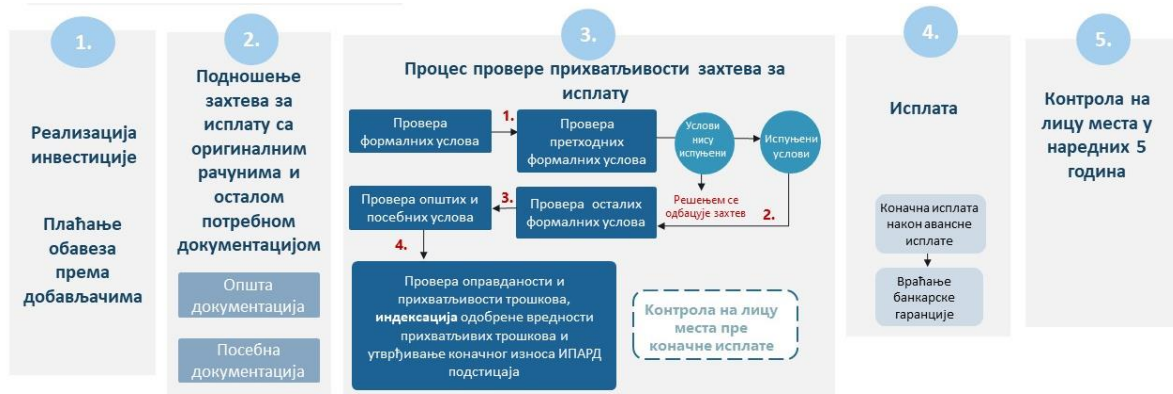 1.
Реализација
инвестиције
Плаћање
обавеза
према
добављачима
2.
Подношење
захтева за
исплату са
оригиналним
рачунима и
осталом
потребном
документацијом
Општа
документација
Посебна
документација
3.
Процес провере прихватљивости захтева за
исплату
Провера
формалних услова
1.
Провера
претходних
формалних услова
Услови
нису
испуњени
Испуњени
услови
Решењем се
одбацује захтев
2.
Провера осталих
формалних услова
3.
Провера општих и
посебних услова
4.
Провера оправданости и
прихватљивости трошкова,
индексација одобрене вредности
прихватљивих трошкова и
утврђивање коначног износа ИПАРД
подстицаја
Контрола на лицу
места пре
коначне исплате
4.
Исплата
Коначна исплата
након авансне
исплате
Враћање
банкарске
гаранције
5.
Контрола на
лицу места у
наредних 5
година